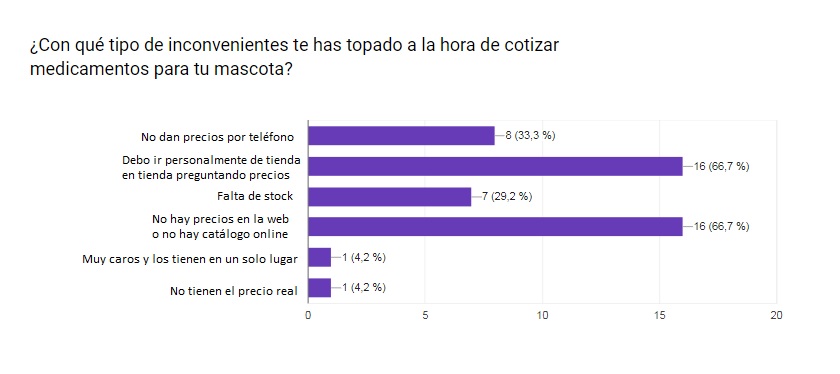 ¿Con qué tipo de inconvenientes te has topado a la hora de cotizar
medicamentos para tu mascota?
No dan precios por teléfono
8 (33,3 %)
Debo ir personalmente de tienda
en tienda preguntando precios
16 (66,7 %)
Falta de stock
7 (29,2 %)
No hay precios en la web
o no hay catálogo online
16 (66,7 %)
Muy caros y los tienen en un solo lugar
1 (4,2 %)
No tienen el precio real
1 (4,2 %)
0 5 10 15 20